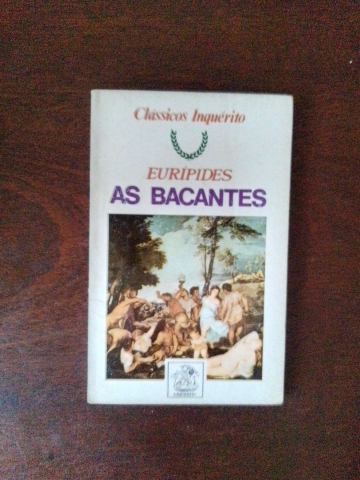 Clássicos Inquérito
EURÍPIDES
AS BACANTES